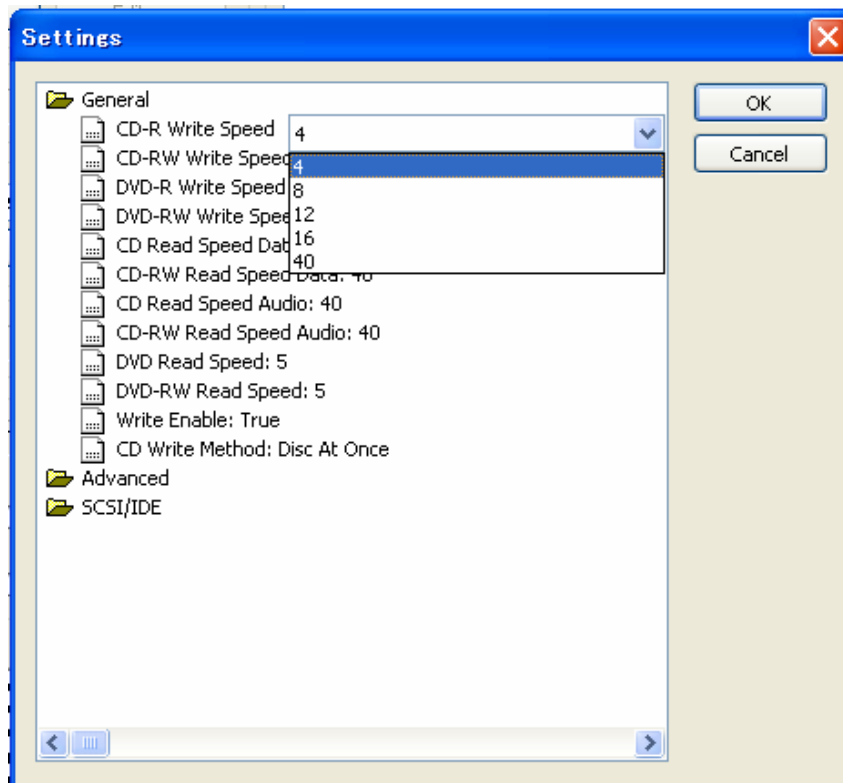 Settings
General
CD-R Write Speed 4
CD-RW Write Speed
4
DVD-R Write Speed
8
DVD-RW Write Spee
12
CD Read Speed Dat
16
40
CD-RW Read Speed Data: 40
CD Read Speed Audio: 40
CD-RW Read Speed Audio: 40
DVD Read Speed: 5
DVD-RW Read Speed: 5
Write Enable: True
CD Write Method: Disc At Once
Advanced
SCSI/IDE
OK
Cancel